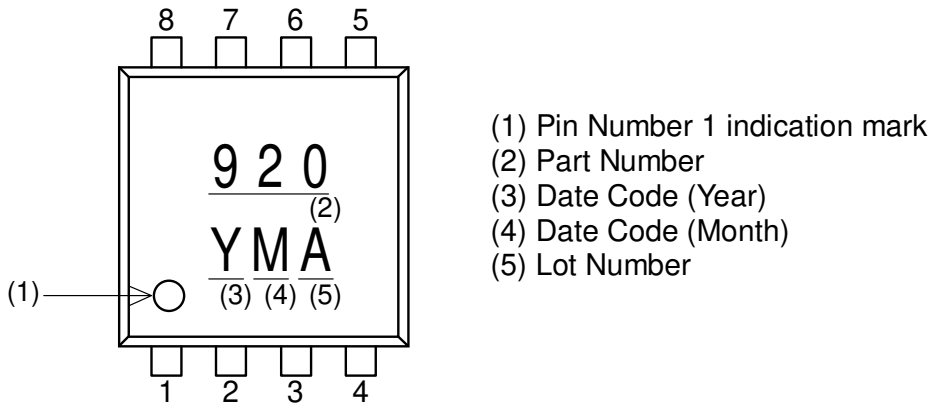 8 7 6 5
920
(2)
YMA
(3) (4) (5)
(1)
1 2 3 4
(1) Pin Number 1 indication mark
(2) Part Number
(3) Date Code (Year)
(4) Date Code (Month)
(5) Lot Number